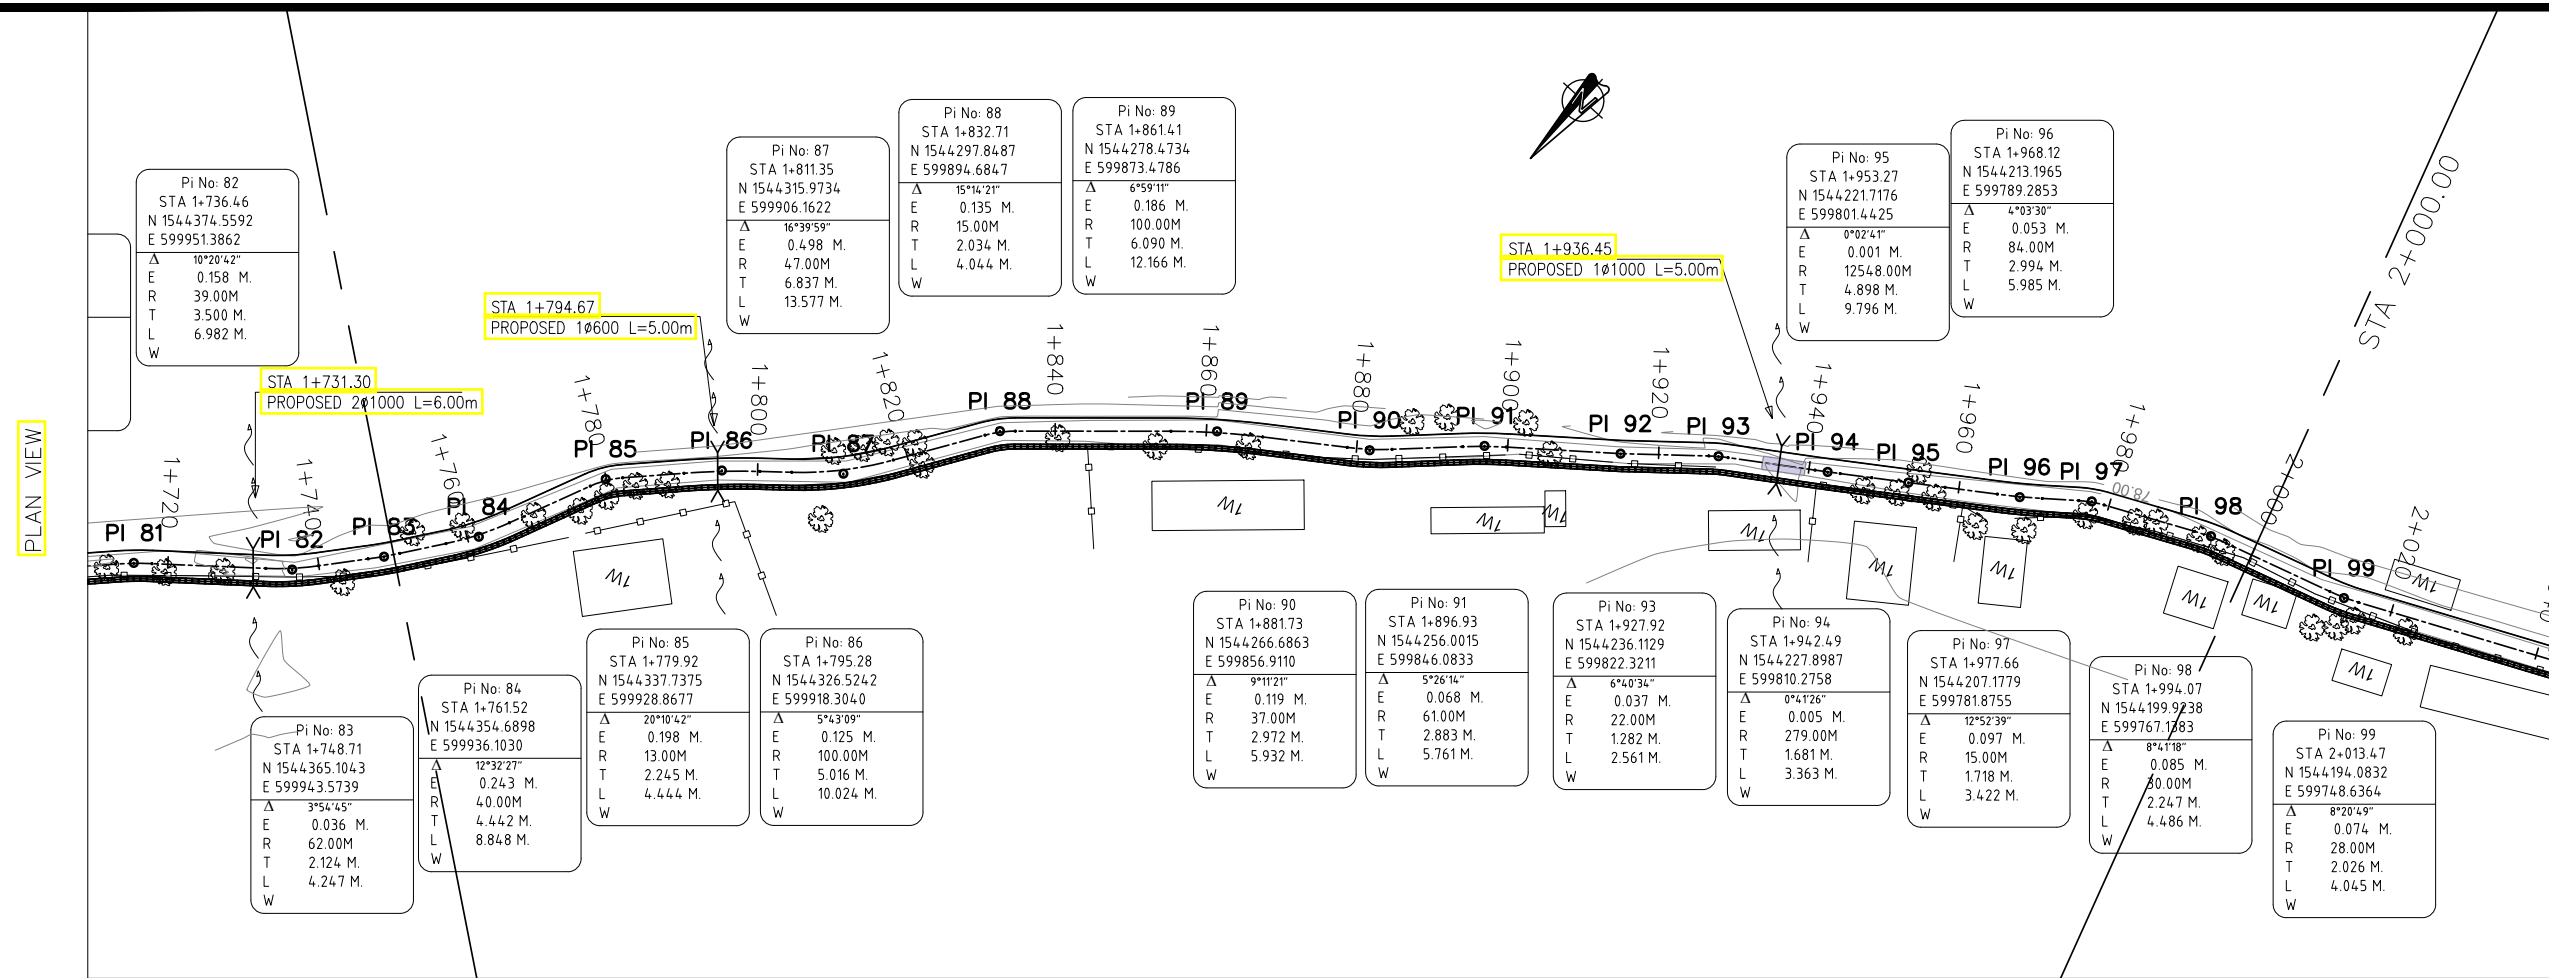 PLAN VIEW
Pi No: 82
STA 1+736.46
N 1544374.5592
E 599951.3862
Δ 10°20'42"
E 0.158 M.
R 39.00M
T 3.500 M.
L 6.982 M.
W
Pi No: 87
STA 1+811.35
N 1544315.9734
E 599906.1622
Δ 16°39'59"
E 0.498 M.
R 47.00M
T 6.837 M.
L 13.577 M.
W
Pi No: 88
STA 1+832.71
N 1544297.8487
E 599894.6847
Δ 15°14'21"
E 0.135 M.
R 15.00M
T 2.034 M.
L 4.044 M.
W
Pi No: 89
STA 1+861.41
N 1544278.4734
E 599873.4786
Δ 6°59'11"
E 0.186 M.
R 100.00M
T 6.090 M.
L 12.166 M.
W
Pi No: 95
STA 1+953.27
N 1544221.7176
E 599801.4425
Δ 0°02'41"
E 0.001 M.
R 12548.00M
T 4.898 M.
L 9.796 M.
W
Pi No: 96
STA 1+968.12
N 1544213.1965
E 599789.2853
Δ 4°03'30"
E 0.053 M.
R 84.00M
T 2.994 M.
L 5.985 M.
W
STA 2+000.00
STA 1+731.30
PROPOSED 2ø1000 L=6.00m
STA 1+794.67
PROPOSED 1ø600 L=5.00m
STA 1+936.45
PROPOSED 1ø1000 L=5.00m
1+720
1+740
1+760
1+780
1+800
1+820
1+840
1+860
1+880
1+900
1+920
1+940
1+960
1+980
2+000
2+020
78.00
PI 81
PI 82
PI 83
PI 84
PI 85
PI 86
PI 87
PI 88
PI 89
PI 90
PI 91
PI 92
PI 93
PI 94
PI 95
PI 96
PI 97
PI 98
PI 99
1W
1W
1W
1W
1W
1W
1W
1W
1W
1W
1W
Pi No: 83
STA 1+748.71
N 1544365.1043
E 599943.5739
Δ 3°54'45"
E 0.036 M.
R 62.00M
T 2.124 M.
L 4.247 M.
W
Pi No: 84
STA 1+761.52
N 1544354.6898
E 599936.1030
Δ 12°32'27"
E 0.243 M.
R 40.00M
T 4.442 M.
L 8.848 M.
W
Pi No: 85
STA 1+779.92
N 1544337.7375
E 599928.8677
Δ 20°10'42"
E 0.198 M.
R 13.00M
T 2.245 M.
L 4.444 M.
W
Pi No: 86
STA 1+795.28
N 1544326.5242
E 599918.3040
Δ 5°43'09"
E 0.125 M.
R 100.00M
T 5.016 M.
L 10.024 M.
W
Pi No: 90
STA 1+881.73
N 1544266.6863
E 599856.9110
Δ 9°11'21"
E 0.119 M.
R 37.00M
T 2.972 M.
L 5.932 M.
W
Pi No: 91
STA 1+896.93
N 1544256.0015
E 599846.0833
Δ 5°26'14"
E 0.068 M.
R 61.00M
T 2.883 M.
L 5.761 M.
W
Pi No: 93
STA 1+927.92
N 1544236.1129
E 599822.3211
Δ 6°40'34"
E 0.037 M.
R 22.00M
T 1.282 M.
L 2.561 M.
W
Pi No: 94
STA 1+942.49
N 1544227.8987
E 599810.2758
Δ 0°41'26"
E 0.005 M.
R 279.00M
T 1.681 M.
L 3.363 M.
W
Pi No: 97
STA 1+977.66
N 1544207.1779
E 599781.8755
Δ 12°52'39"
E 0.097 M.
R 15.00M
T 1.718 M.
L 3.422 M.
W
Pi No: 98
STA 1+994.07
N 1544199.9238
E 599767.1383
Δ 8°41'18"
E 0.085 M.
R 30.00M
T 2.247 M.
L 4.486 M.
W
Pi No: 99
STA 2+013.47
N 1544194.0832
E 599748.6364
Δ 8°20'49"
E 0.074 M.
R 28.00M
T 2.026 M.
L 4.045 M.
W